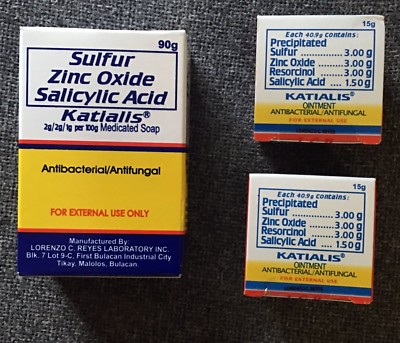 90g
Sulfur
Zinc Oxide
Salicylic Acid
Katialis®
2g/2g/1g per 100g Medicated Soap
Antibacterial/Antifungal
FOR EXTERNAL USE ONLY
Manufactured By:
LORENZO C. REYES LABORATORY INC.
Blk. 7 Lot 9-C, First Bulacan Industrial City
Tikay, Malolos, Bulacan.
15g
Each 40.9g contains:
Precipitated
Sulfur ............. 3.00 g
Zinc Oxide ....... 3.00 g
Resorcinol ....... 3.00 g
Salicylic Acid .... 1.50 g
KATIALIS®
OINTMENT
ANTIBACTERIAL/ANTIFUNGAL
FOR EXTERNAL USE
15g
Each 40.9g contains:
Precipitated
Sulfur ............. 3.00 g
Zinc Oxide ....... 3.00 g
Resorcinol ....... 3.00 g
Salicylic Acid .... 1.50 g
KATIALIS®
OINTMENT
ANTIBACTERIAL/ANTIFUNGAL
FOR EXTERNAL USE